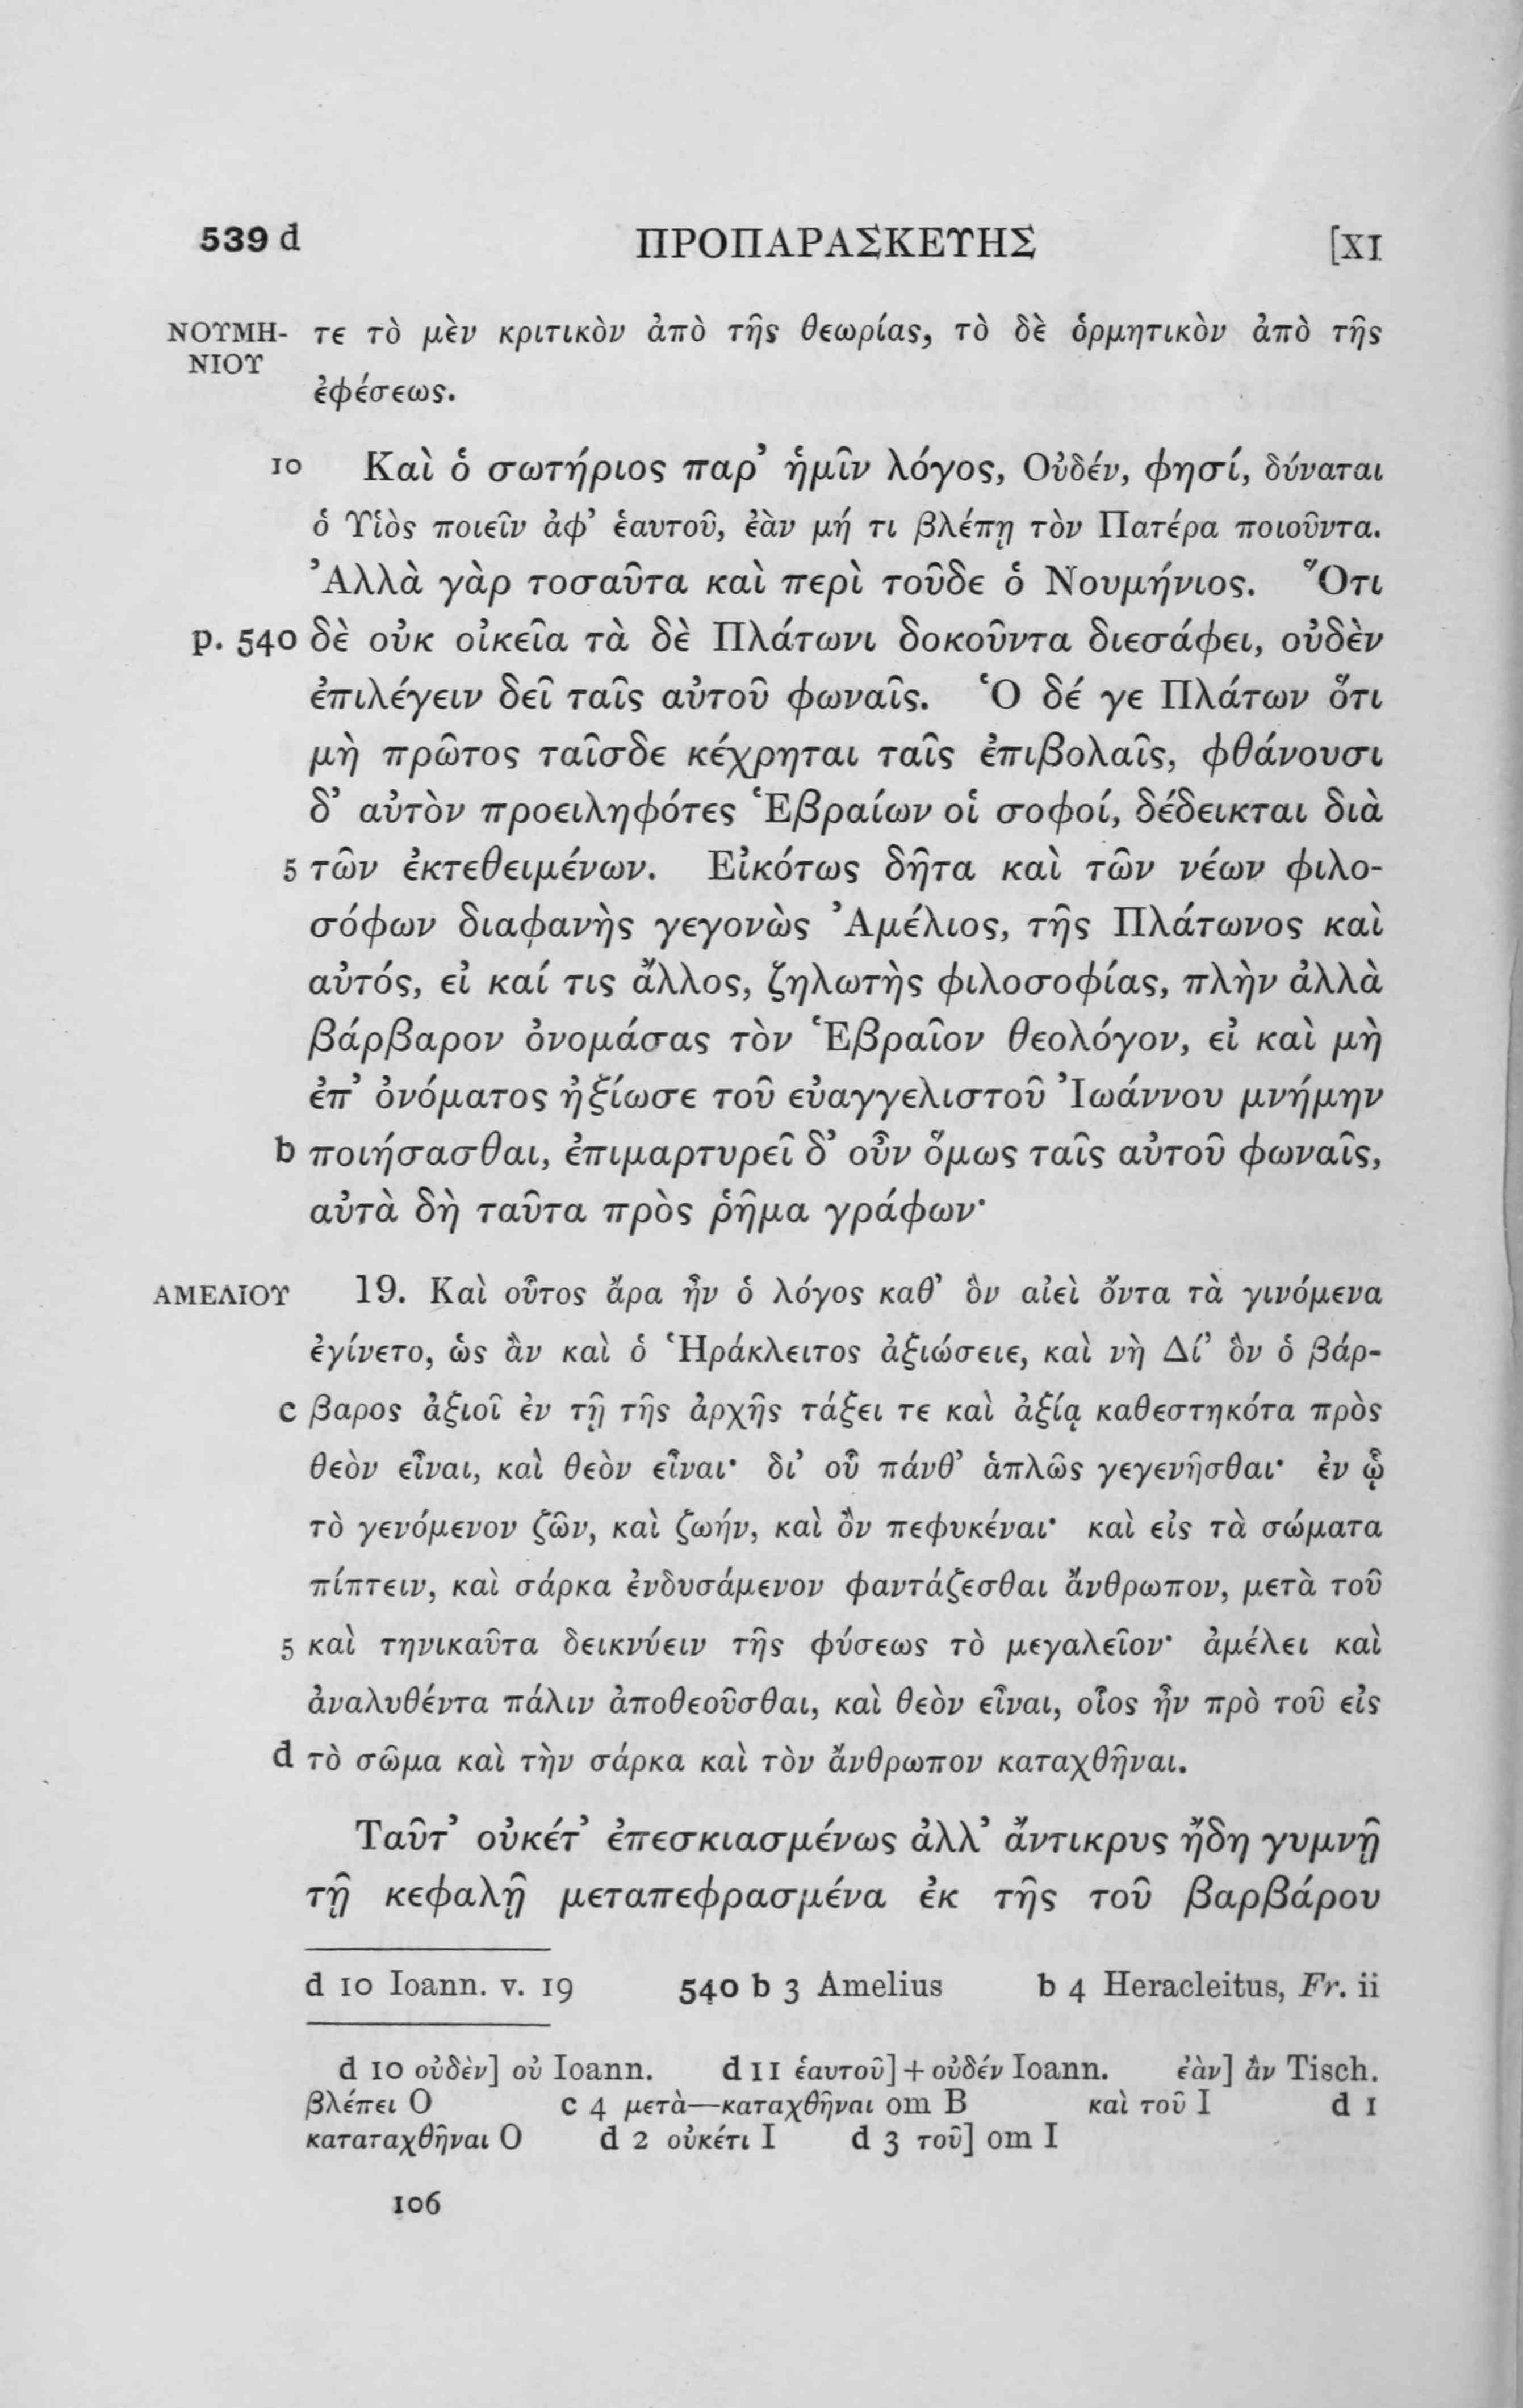 539 d ΠΡΟΠΑΡΑΣΚΕΥΗΣ [XI
ΝΟΥΜΗ- τε τὸ μὲν κριτικὸν ἀπὸ τῆς θεωρίας, τὸ δὲ ὁρμητικὸν ἀπὸ τῆς
ΝΙΟΥ
ἐφέσεως.
10 Καὶ ὁ σωτήριος παρ’ ἡμῖν λόγος, Οὐδέν, φησί, δύναται
ὁ Υἱὸς ποιεῖν ἀφ’ ἑαυτοῦ, ἐὰν μή τι βλέπῃ τὸν Πατέρα ποιοῦντα.
Ἀλλὰ γὰρ τοσαῦτα καὶ περὶ τοῦδε ὁ Νουμήνιος. Ὅτι
p. 540 δὲ οὐκ οἰκεῖα τὰ δὲ Πλάτωνι δοκοῦντα διεσάφει, οὐδὲν
ἐπιλέγειν δεῖ ταῖς αὐτοῦ φωναῖς. Ὁ δέ γε Πλάτων ὅτι
μὴ πρῶτος ταῖσδε κέχρηται ταῖς ἐπιβολαῖς, φθάνουσι
δ’ αὐτὸν προειληφότες Ἑβραίων οἱ σοφοί, δέδεικται διὰ
5 τῶν ἐκτεθειμένων. Εἰκότως δῆτα καὶ τῶν νέων φιλο-
σόφων διαφανὴς γεγονὼς Ἀμέλιος, τῆς Πλάτωνος καὶ
αὐτός, εἰ καί τις ἄλλος, ζηλωτὴς φιλοσοφίας, πλὴν ἀλλὰ
βάρβαρον ὀνομάσας τὸν Ἑβραῖον θεολόγον, εἰ καὶ μὴ
ἐπ’ ὀνόματος ἠξίωσε τοῦ εὐαγγελιστοῦ Ἰωάννου μνήμην
b ποιήσασθαι, ἐπιμαρτυρεῖ δ’ οὖν ὅμως ταῖς αὐτοῦ φωναῖς,
αὐτὰ δὴ ταῦτα πρὸς ῥῆμα γράφων·
ΑΜΕΛΙΟΥ 19. Καὶ οὗτος ἄρα ἦν ὁ λόγος καθ’ ὃν αἰεὶ ὄντα τὰ γινόμενα
ἐγίνετο, ὡς ἂν καὶ ὁ Ἡράκλειτος ἀξιώσειε, καὶ νὴ Δί’ ὃν ὁ βάρ-
c βαρος ἀξιοῖ ἐν τῇ τῆς ἀρχῆς τάξει τε καὶ ἀξίᾳ καθεστηκότα πρὸς
θεὸν εἶναι, καὶ θεὸν εἶναι· δι’ οὗ πάνθ’ ἁπλῶς γεγενῆσθαι· ἐν ᾧ
τὸ γενόμενον ζῶν, καὶ ζωήν, καὶ ὂν πεφυκέναι· καὶ εἰς τὰ σώματα
πίπτειν, καὶ σάρκα ἐνδυσάμενον φαντάζεσθαι ἄνθρωπον, μετὰ τοῦ
5 καὶ τηνικαῦτα δεικνύειν τῆς φύσεως τὸ μεγαλεῖον· ἀμέλει καὶ
ἀναλυθέντα πάλιν ἀποθεοῦσθαι, καὶ θεὸν εἶναι, οἷος ἦν πρὸ τοῦ εἰς
d τὸ σῶμα καὶ τὴν σάρκα καὶ τὸν ἄνθρωπον καταχθῆναι.
Ταῦτ’ οὐκέτ’ ἐπεσκιασμένως ἀλλ’ ἄντικρυς ἤδη γυμνῇ
τῇ κεφαλῇ μεταπεφρασμένα ἐκ τῆς τοῦ βαρβάρου
d 10 Ioann. v. 19 540 b 3 Amelius b 4 Heracleitus, Fr. ii
d 10 οὐδὲν] οὐ Ioann. d 11 ἑαυτοῦ] + οὐδέν Ioann. ἐὰν] ἂν Tisch.
βλέπει O c 4 μετὰ—καταχθῆναι om B καὶ τοῦ I d 1
καταταχθῆναι O d 2 οὐκέτι I d 3 τοῦ] om I
106